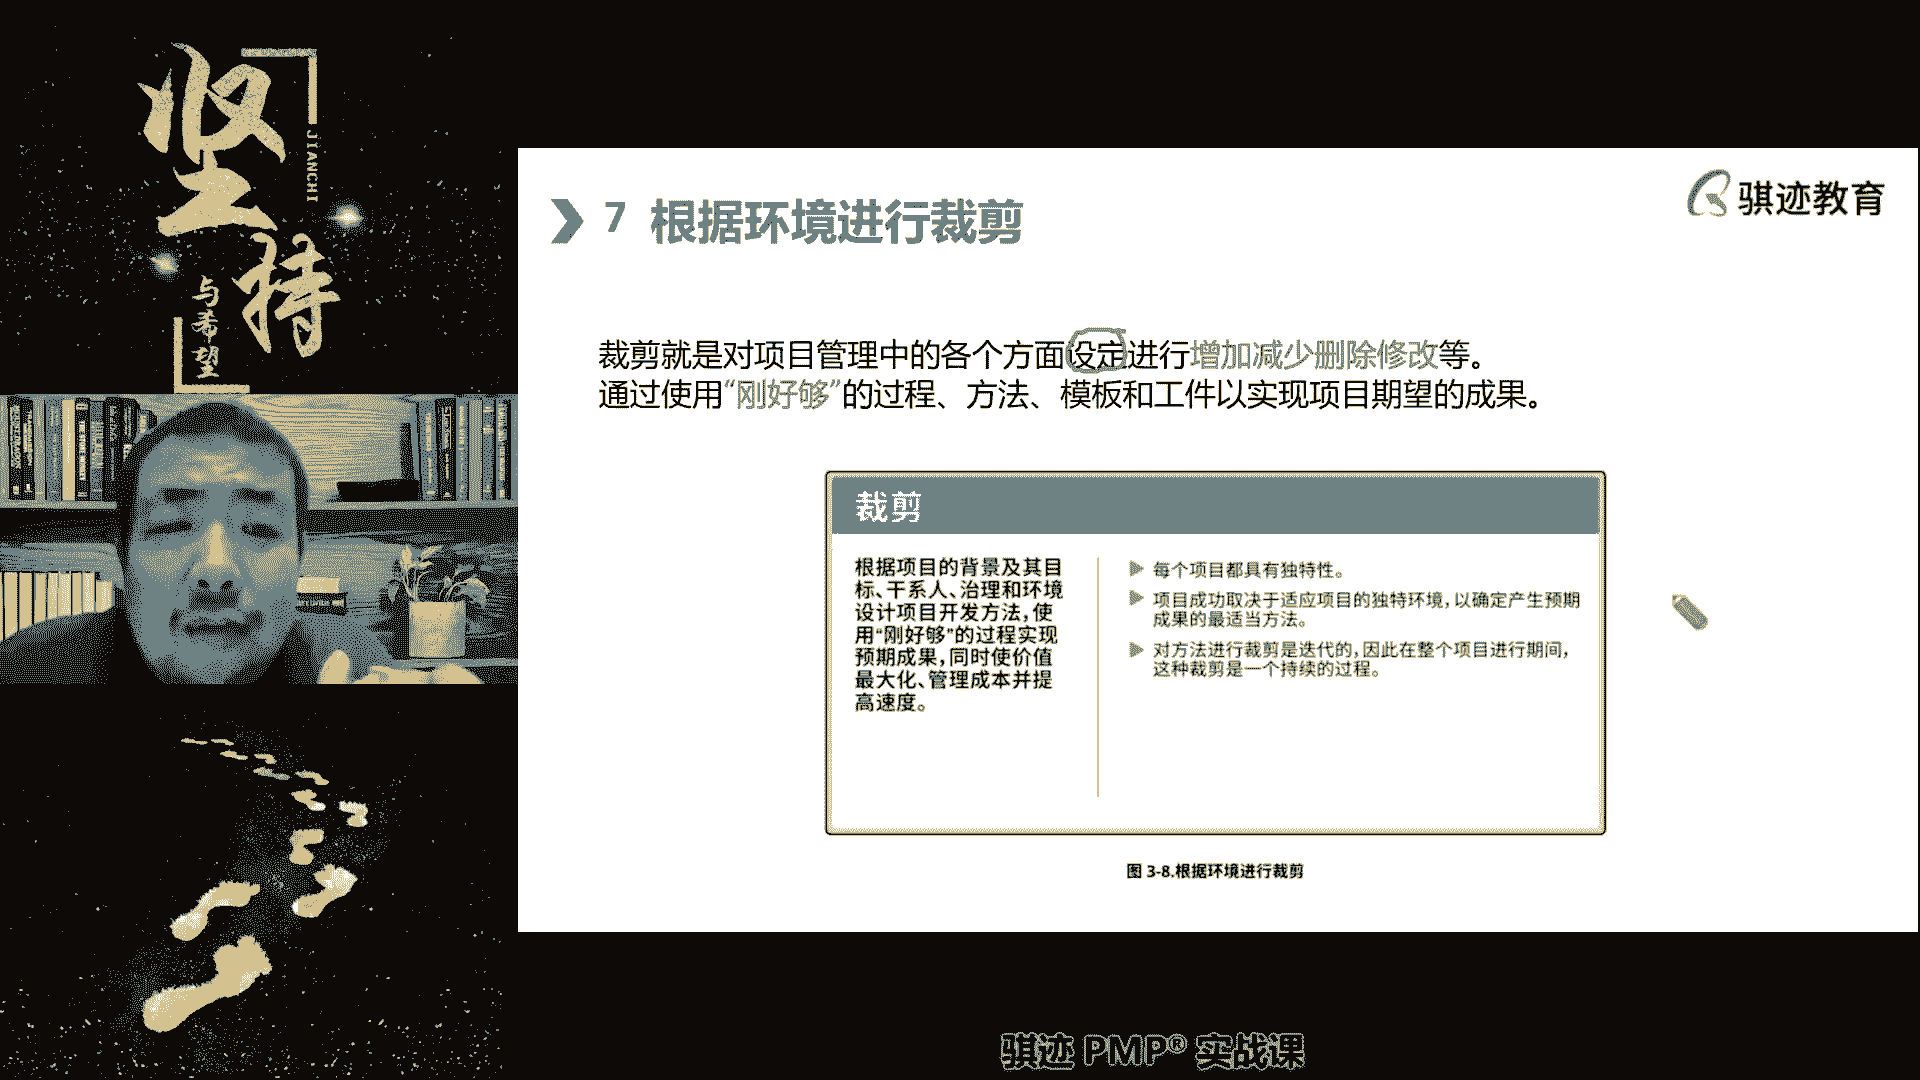 坚持
JIANCHI
与希望
骐迹教育
7 根据环境进行裁剪
裁剪就是对项目管理中的各个方面设定进行增加减少删除修改等。
通过使用“刚好够”的过程、方法、模板和工件以实现项目期望的成果。
裁剪
根据项目的背景及其目
标、干系人、治理和环境
设计项目开发方法,使
用“刚好够”的过程实现
预期成果,同时使价值
最大化、管理成本并提
高速度。
每个项目都具有独特性。
项目成功取决于适应项目的独特环境,以确定产生预期
成果的最适当方法。
对方法进行裁剪是迭代的,因此在整个项目进行期间,
这种裁剪是一个持续的过程。
图 3-8.根据环境进行裁剪
骐迹 PMP® 实战课